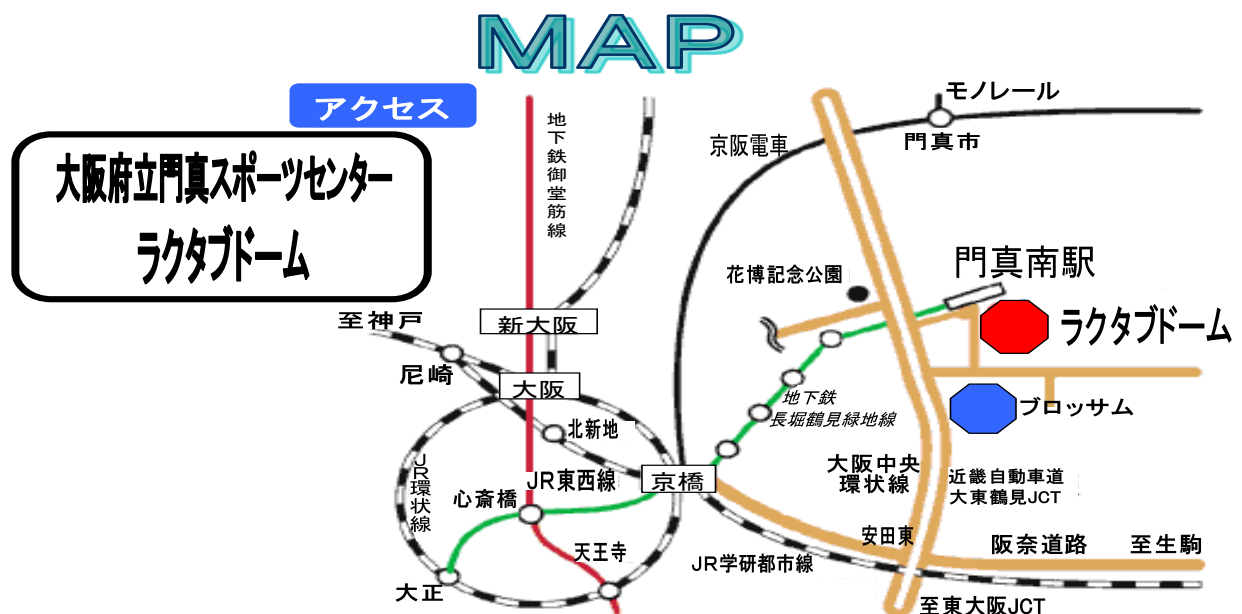 MAP
アクセス
大阪府立門真スポーツセンター
ラクタブドーム
地下鉄御堂筋線
モノレール
京阪電車
門真市
花博記念公園
門真南駅
ラクタブドーム
至神戸
新大阪
尼崎
大阪
地下鉄
長堀鶴見緑地線
ブロッサム
北新地
JR環状線
JR東西線
京橋
大阪中央
環状線
近畿自動車道
大東鶴見JCT
心斎橋
天王寺
安田東
阪奈道路
至生駒
JR学研都市線
大正
至東大阪JCT